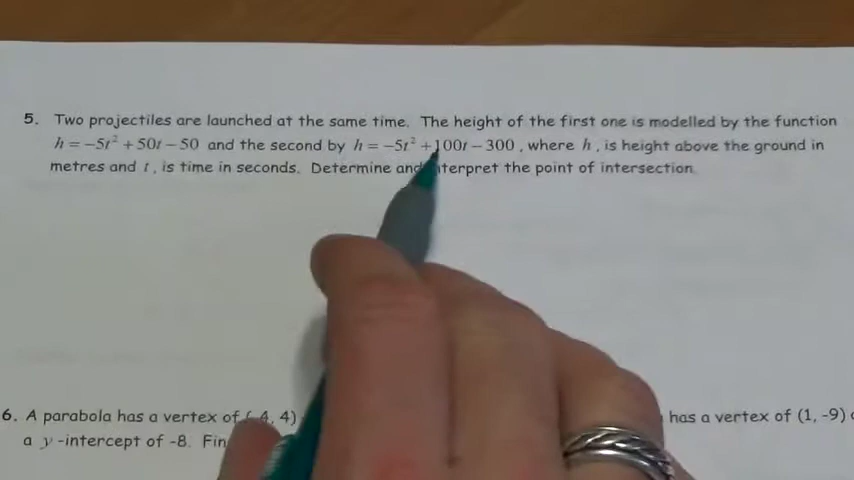 5. Two projectiles are launched at the same time. The height of the first one is modelled by the function
h = -5t² + 50t - 50 and the second by h = -5t² + 100t - 300, where h, is height above the ground in
metres and t, is time in seconds. Determine and interpret the point of intersection.
6. A parabola has a vertex of (-4, 4) has a vertex of (1, -9)
a y-intercept of -8.